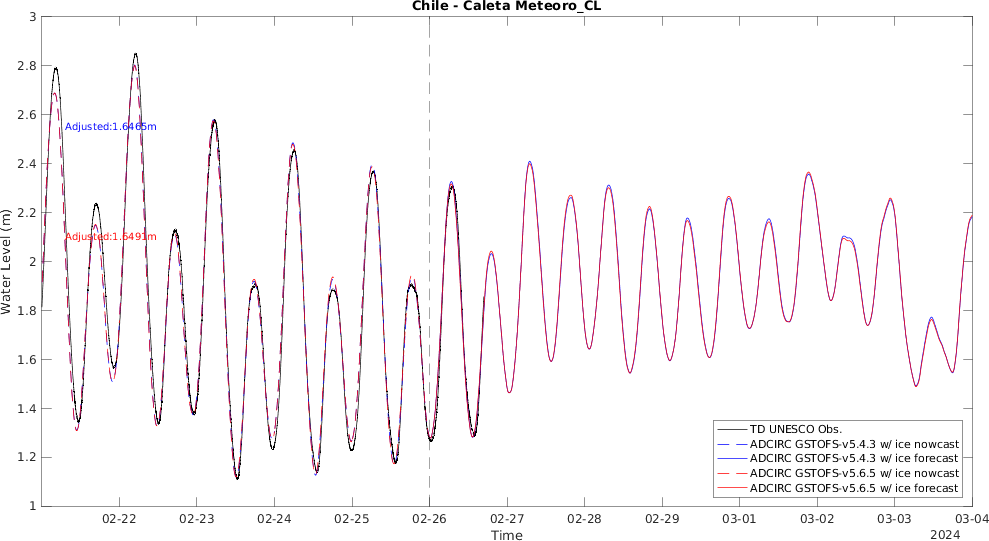 Chile - Caleta Meteoro_CL
3
2.8
2.6
2.4
2.2
2
1.8
1.6
1.4
1.2
1
Water Level (m)
Adjusted:1.6465m
Adjusted:1.6491m
TD UNESCO Obs.
ADCIRC GSTOFS-v5.4.3 w/ ice nowcast
ADCIRC GSTOFS-v5.4.3 w/ ice forecast
ADCIRC GSTOFS-v5.6.5 w/ ice nowcast
ADCIRC GSTOFS-v5.6.5 w/ ice forecast
02-22 02-23 02-24 02-25 02-26 02-27 02-28 02-29 03-01 03-02 03-03 03-04
Time
2024